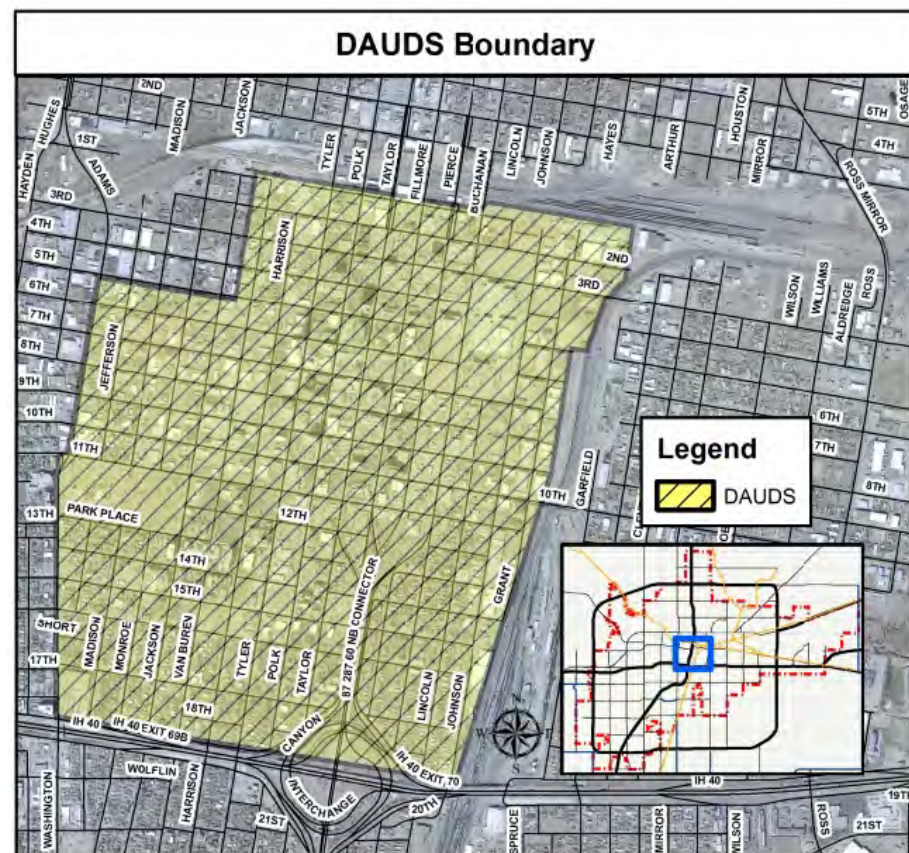 DAUDS Boundary
2ND
MADISON
JACKSON
HUGHES
HAYDEN
1ST
ADAMS
3RD
4TH
5TH
6TH
7TH
8TH
9TH
10TH
11TH
13TH
PARK PLACE
SHORT
17TH
TYLER
POLK
TAYLOR
FILLMORE
PIERCE
BUCHANAN
LINCOLN
JOHNSON
HAYES
ARTHUR
HOUSTON
MIRROR
OSAGE
5TH
4TH
ROSS MIRROR
HARRISON
JEFFERSON
2ND
3RD
WILSON
WILLIAMS
ALDREDGE
ROSS
6TH
7TH
8TH
10TH
GARFIELD
12TH
14TH
15TH
MADISON
MONROE
JACKSON
VAN BUREN
TYLER
POLK
TAYLOR
18TH
87 287 60 NB CONNECTOR
GRANT
LINCOLN
JOHNSON
CANYON
IH 40
IH 40 EXIT 69B
IH 40 EXIT, 70
WOLFLIN
HARRISON
WASHINGTON
21ST
INTERCHANGE
20TH
IH 40
19TH
SPRUCE
MIRROR
WILSON
ROSS
21ST
Legend
DAUDS
N
W
E